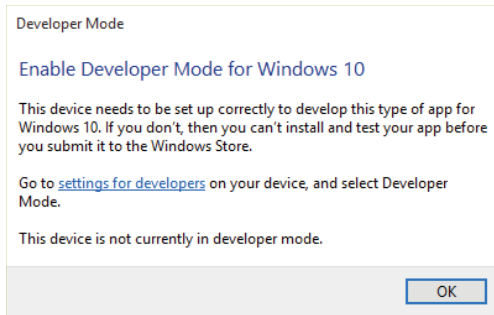 Developer Mode
Enable Developer Mode for Windows 10
This device needs to be set up correctly to develop this type of app for
Windows 10. If you don't, then you can't install and test your app before
you submit it to the Windows Store.
Go to settings for developers on your device, and select Developer
Mode.
This device is not currently in developer mode.
OK